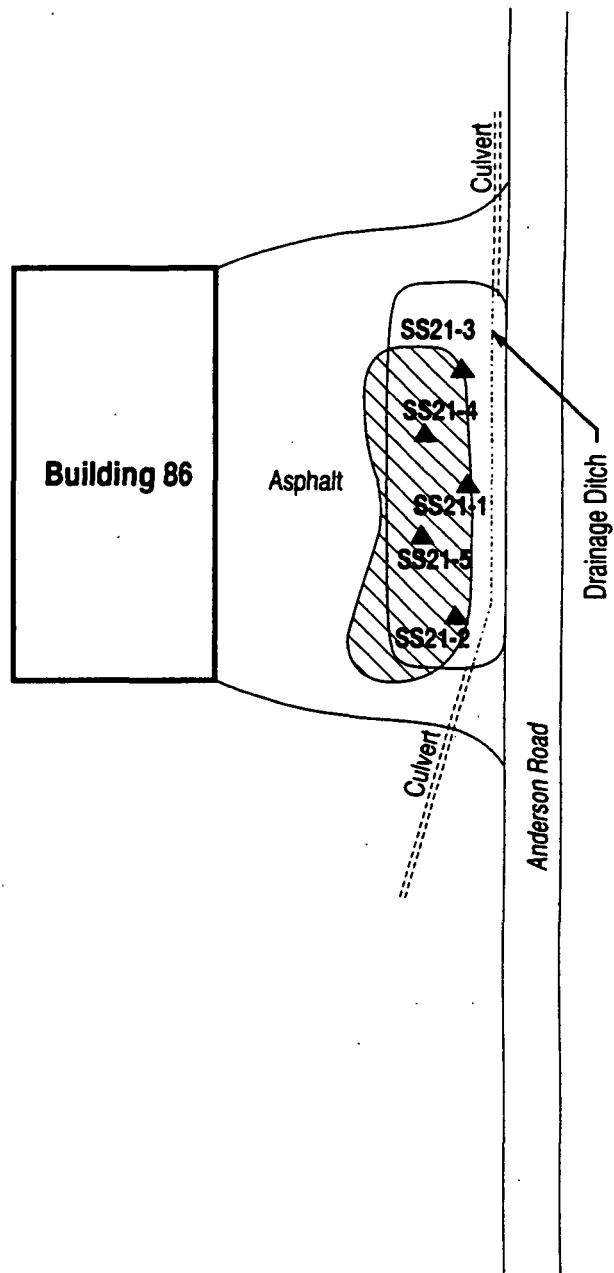 Building 86
Asphalt
Culvert
SS21-3
SS21-4
SS21-1
SS21-5
SS21-2
Culvert
Drainage Ditch
Anderson Road